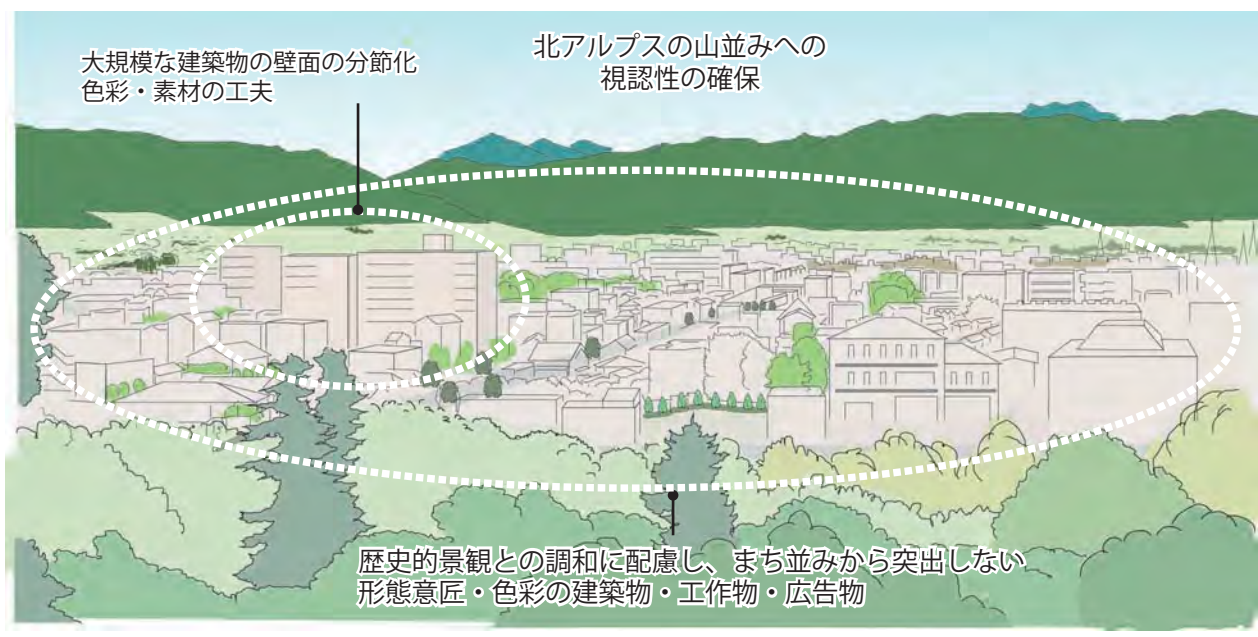 大規模な建築物の壁面の分節化
色彩・素材の工夫
北アルプスの山並みへの
視認性の確保
歴史的景観との調和に配慮し、まち並みから突出しない
形態意匠・色彩の建築物・工作物・広告物